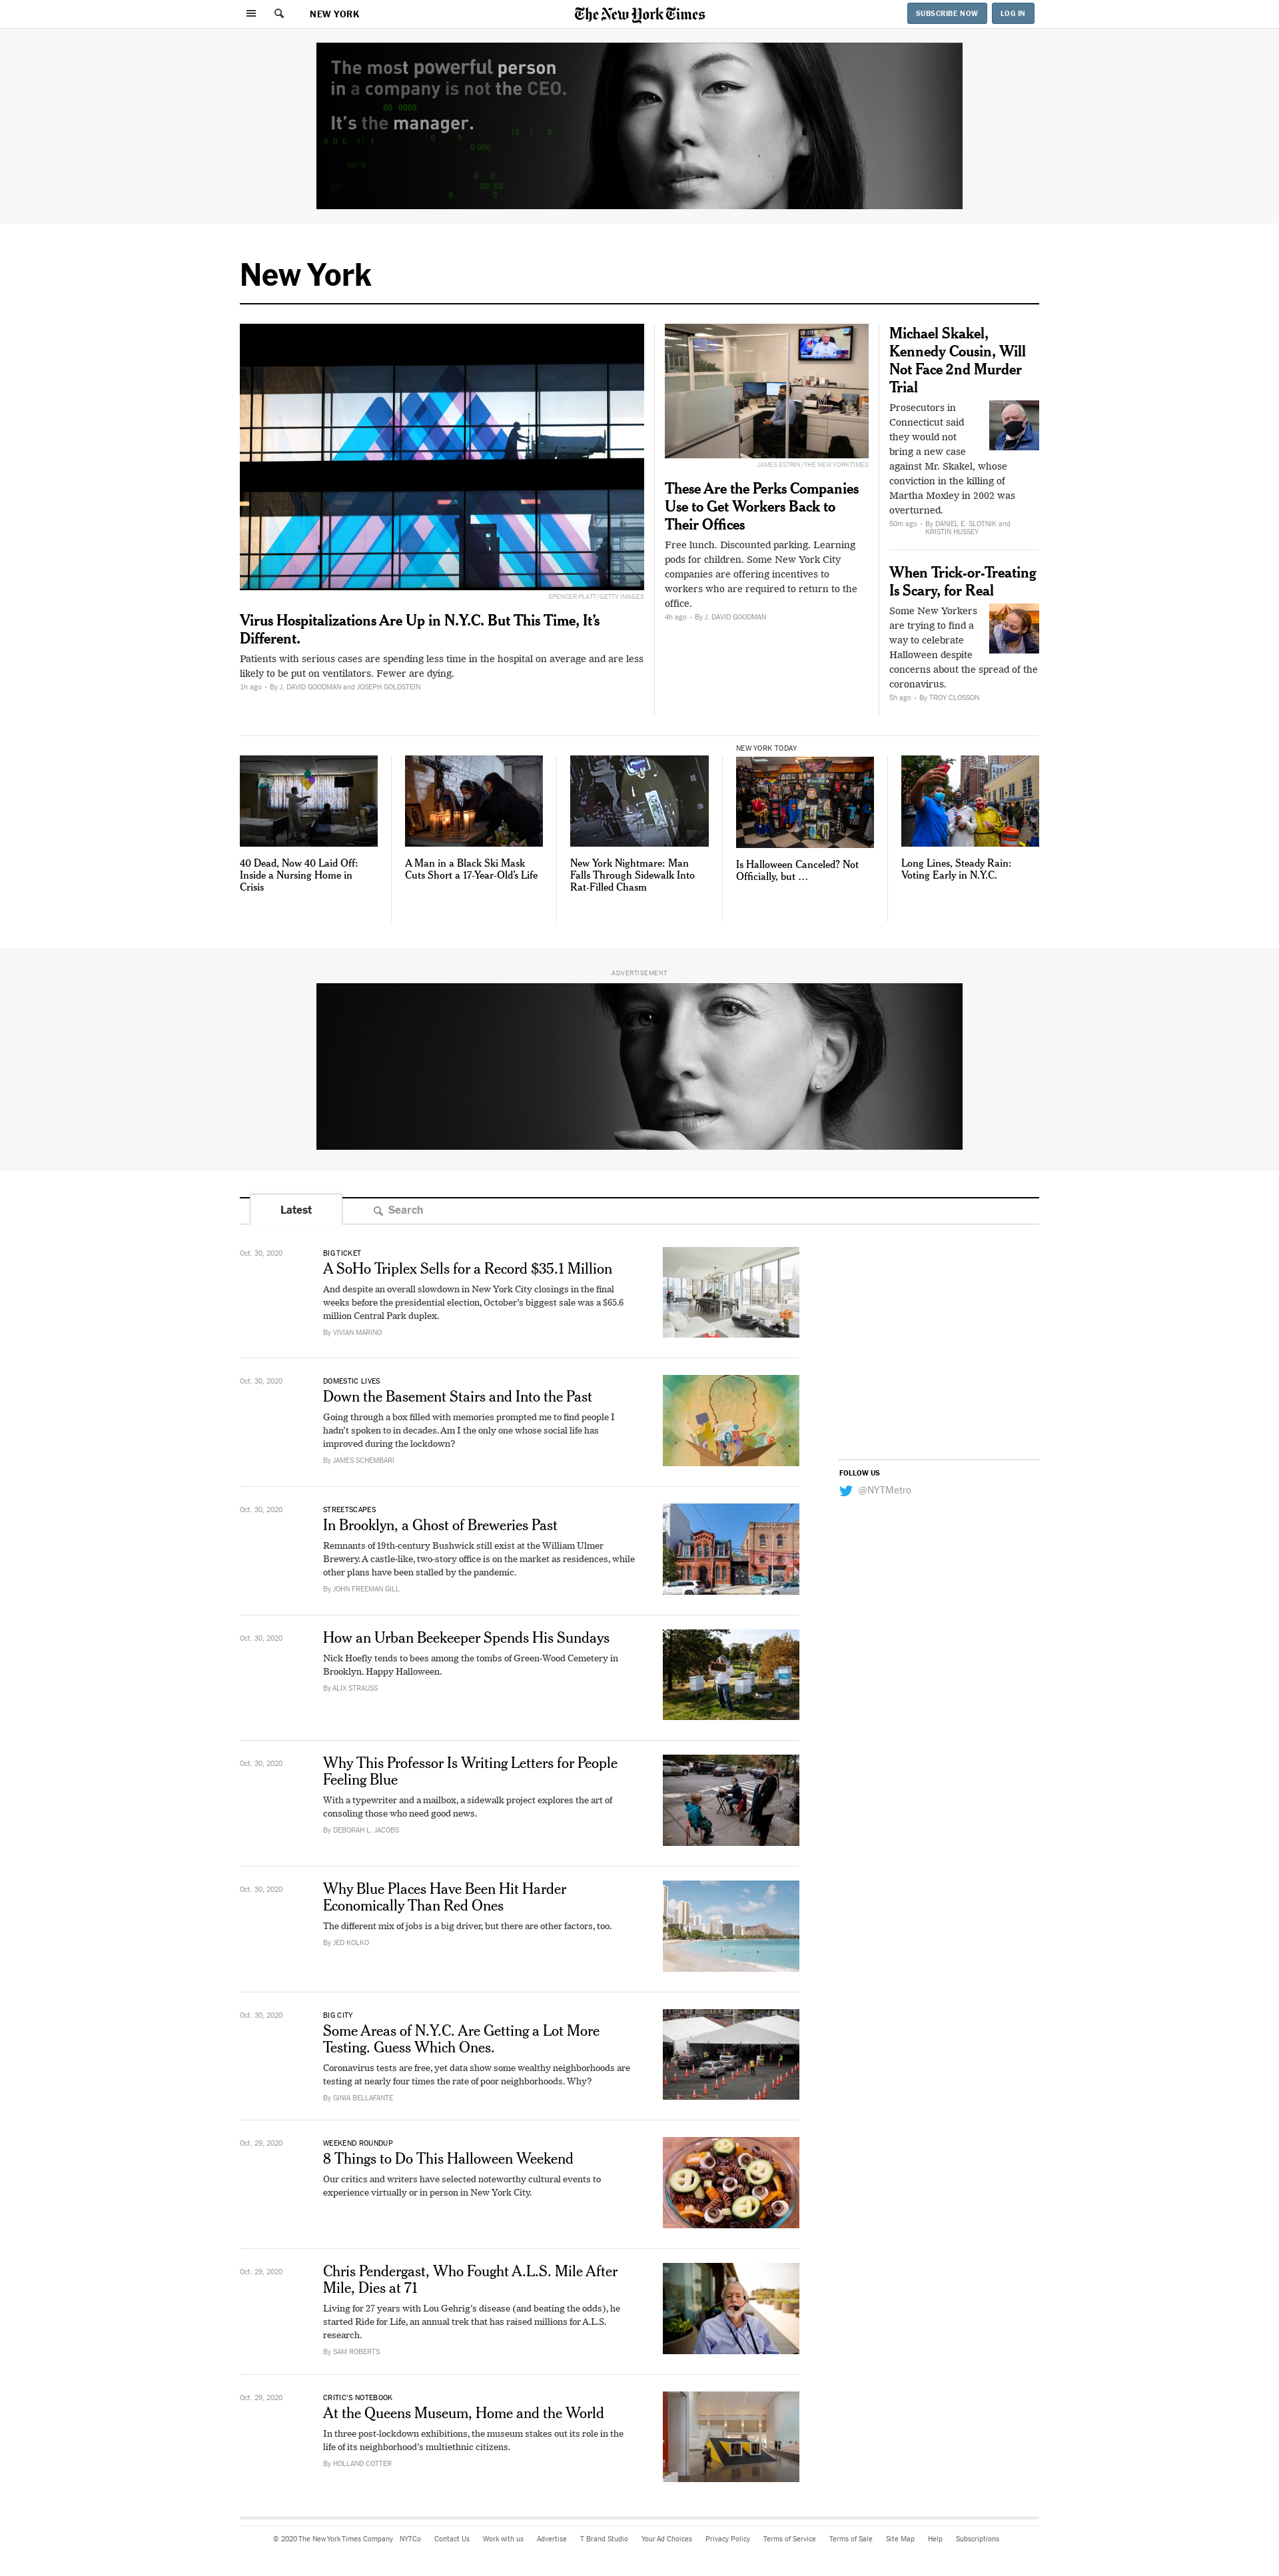 NEW YORK
The New York Times
SUBSCRIBE NOW
LOG IN
The most powerful person
in a company is not the CEO.
It's the manager.
New York
SPENCER PLATT/GETTY IMAGES
Virus Hospitalizations Are Up in N.Y.C. But This Time, It's
Different.
Patients with serious cases are spending less time in the hospital on average and are less
likely to be put on ventilators. Fewer are dying.
1h ago • By J. DAVID GOODMAN and JOSEPH GOLDSTEIN
JAMES ESTRIN/THE NEW YORK TIMES
These Are the Perks Companies
Use to Get Workers Back to
Their Offices
Free lunch. Discounted parking. Learning
pods for children. Some New York City
companies are offering incentives to
workers who are required to return to the
office.
4h ago • By J. DAVID GOODMAN
Michael Skakel,
Kennedy Cousin, Will
Not Face 2nd Murder
Trial
Prosecutors in
Connecticut said
they would not
bring a new case
against Mr. Skakel, whose
conviction in the killing of
Martha Moxley in 2002 was
overturned.
50m ago • By DANIEL E. SLOTNIK and
KRISTIN HUSSEY
When Trick-or-Treating
Is Scary, for Real
Some New Yorkers
are trying to find a
way to celebrate
Halloween despite
concerns about the spread of the
coronavirus.
5h ago • By TROY CLOSSON
40 Dead, Now 40 Laid Off:
Inside a Nursing Home in
Crisis
A Man in a Black Ski Mask
Cuts Short a 17-Year-Old's Life
New York Nightmare: Man
Falls Through Sidewalk Into
Rat-Filled Chasm
NEW YORK TODAY
Is Halloween Canceled? Not
Officially, but …
Long Lines, Steady Rain:
Voting Early in N.Y.C.
ADVERTISEMENT
Latest
Search
Oct. 30, 2020
BIG TICKET
A SoHo Triplex Sells for a Record $35.1 Million
And despite an overall slowdown in New York City closings in the final
weeks before the presidential election, October's biggest sale was a $65.6
million Central Park duplex.
By VIVIAN MARINO
Oct. 30, 2020
DOMESTIC LIVES
Down the Basement Stairs and Into the Past
Going through a box filled with memories prompted me to find people I
hadn't spoken to in decades. Am I the only one whose social life has
improved during the lockdown?
By JAMES SCHEMBARI
FOLLOW US
@NYTMetro
Oct. 30, 2020
STREETSCAPES
In Brooklyn, a Ghost of Breweries Past
Remnants of 19th-century Bushwick still exist at the William Ulmer
Brewery. A castle-like, two-story office is on the market as residences, while
other plans have been stalled by the pandemic.
By JOHN FREEMAN GILL
Oct. 30, 2020
How an Urban Beekeeper Spends His Sundays
Nick Hoefly tends to bees among the tombs of Green-Wood Cemetery in
Brooklyn. Happy Halloween.
By ALIX STRAUSS
Oct. 30, 2020
Why This Professor Is Writing Letters for People
Feeling Blue
With a typewriter and a mailbox, a sidewalk project explores the art of
consoling those who need good news.
By DEBORAH L. JACOBS
Oct. 30, 2020
Why Blue Places Have Been Hit Harder
Economically Than Red Ones
The different mix of jobs is a big driver, but there are other factors, too.
By JED KOLKO
Oct. 30, 2020
BIG CITY
Some Areas of N.Y.C. Are Getting a Lot More
Testing. Guess Which Ones.
Coronavirus tests are free, yet data show some wealthy neighborhoods are
testing at nearly four times the rate of poor neighborhoods. Why?
By GINIA BELLAFANTE
Oct. 29, 2020
WEEKEND ROUNDUP
8 Things to Do This Halloween Weekend
Our critics and writers have selected noteworthy cultural events to
experience virtually or in person in New York City.
Oct. 29, 2020
Chris Pendergast, Who Fought A.L.S. Mile After
Mile, Dies at 71
Living for 27 years with Lou Gehrig's disease (and beating the odds), he
started Ride for Life, an annual trek that has raised millions for A.L.S.
research.
By SAM ROBERTS
Oct. 29, 2020
CRITIC'S NOTEBOOK
At the Queens Museum, Home and the World
In three post-lockdown exhibitions, the museum stakes out its role in the
life of its neighborhood's multiethnic citizens.
By HOLLAND COTTER
© 2020 The New York Times Company NYTCo Contact Us Work with us Advertise T Brand Studio Your Ad Choices Privacy Policy Terms of Service Terms of Sale Site Map Help Subscriptions